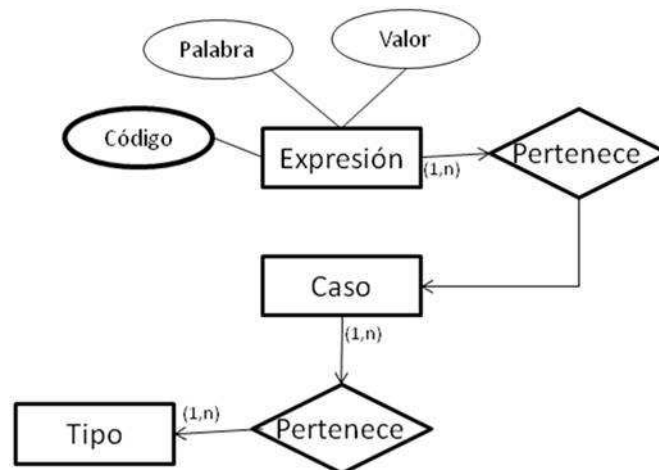 Palabra
Valor
Código
Expresión
(1,n)
Pertenece
Caso
(1,n)
Tipo
(1,n)
Pertenece